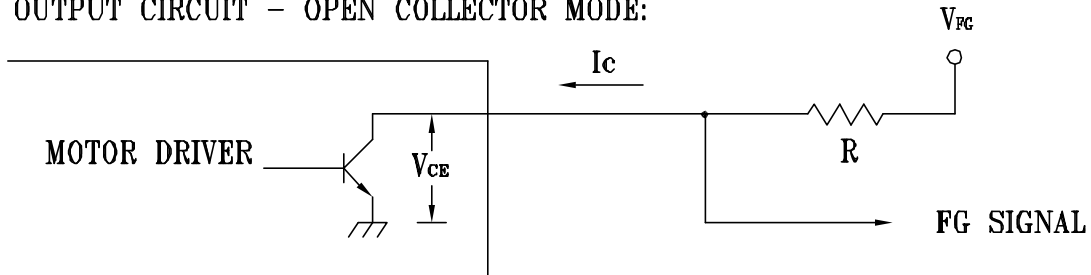 OUTPUT CIRCUIT - OPEN COLLECTOR MODE:
VFG
Ic
MOTOR DRIVER
VCE
R
FG SIGNAL